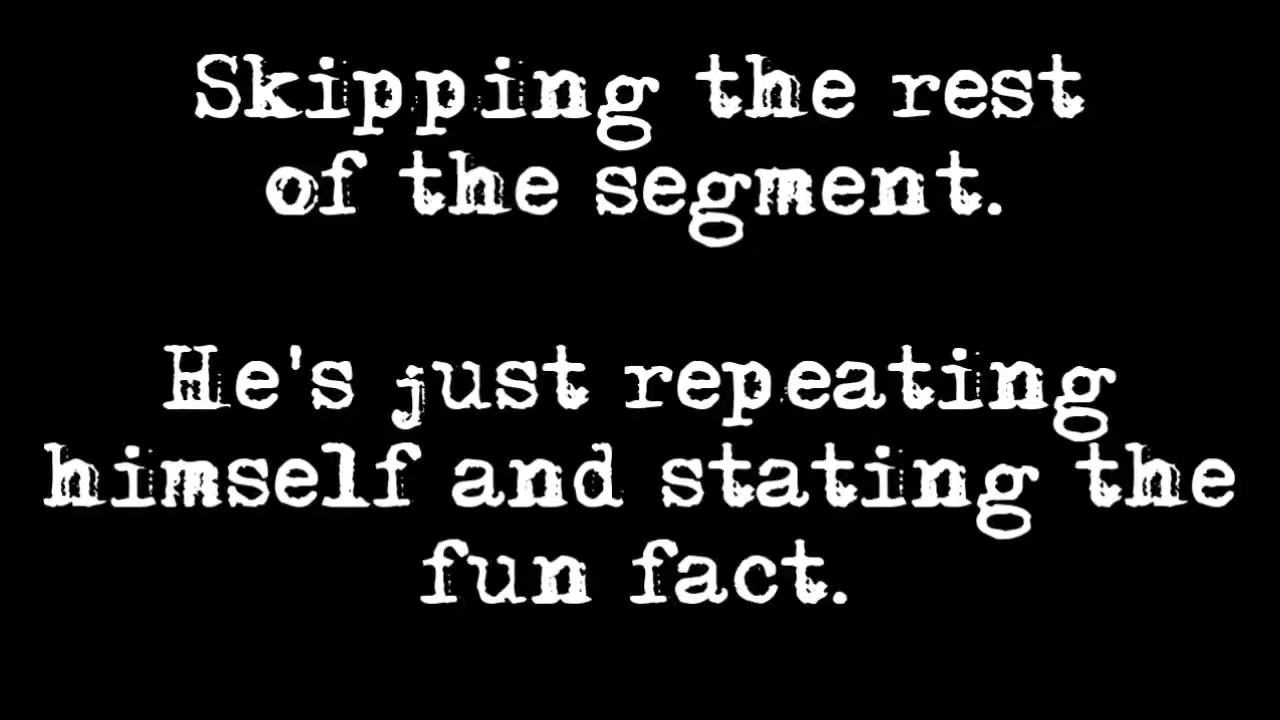 Skipping the rest
of the segment.
He's just repeating
himself and stating the
fun fact.